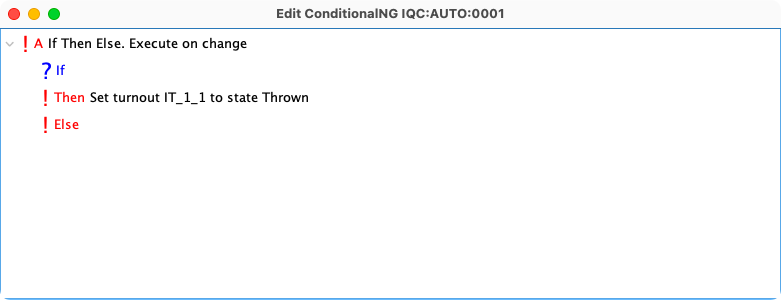 Edit ConditionalNG IQC:AUTO:0001
! A If Then Else. Execute on change
? If
! Then Set turnout IT_1_1 to state Thrown
! Else